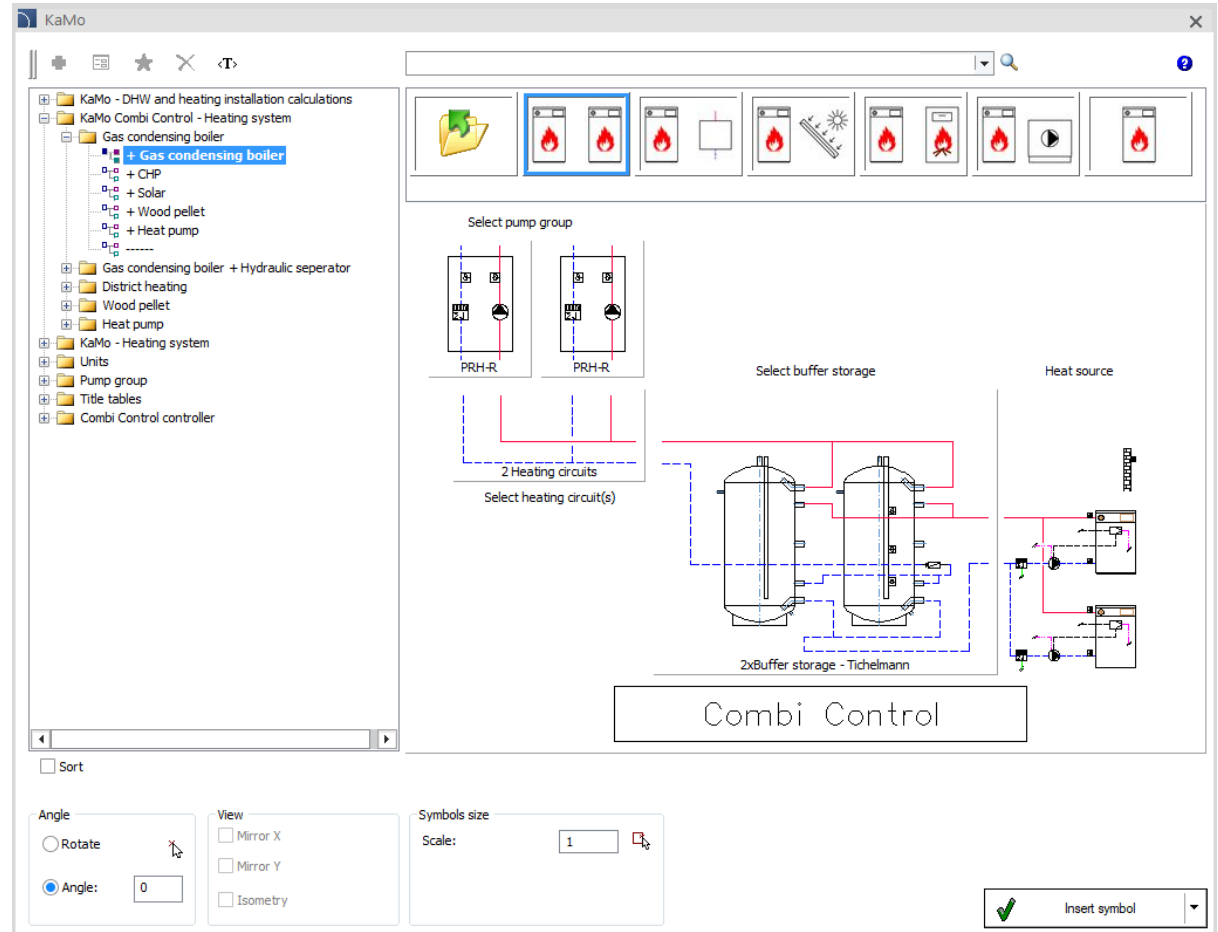 KaMo
<T>
KaMo - DHW and heating installation calculations
KaMo Combi Control - Heating system
Gas condensing boiler
+ Gas condensing boiler
+ CHP
+ Solar
+ Wood pellet
+ Heat pump
------
Gas condensing boiler + Hydraulic seperator
District heating
Wood pellet
Heat pump
KaMo - Heating system
Units
Pump group
Title tables
Combi Control controller
Select pump group
PRH-R PRH-R
2 Heating circuits
Select heating circuit(s)
Select buffer storage
2xBuffer storage - Tichelmann
Heat source
Combi Control
Sort
Angle
Rotate
Angle: 0
View
Mirror X
Mirror Y
Isometry
Symbols size
Scale: 1
Insert symbol